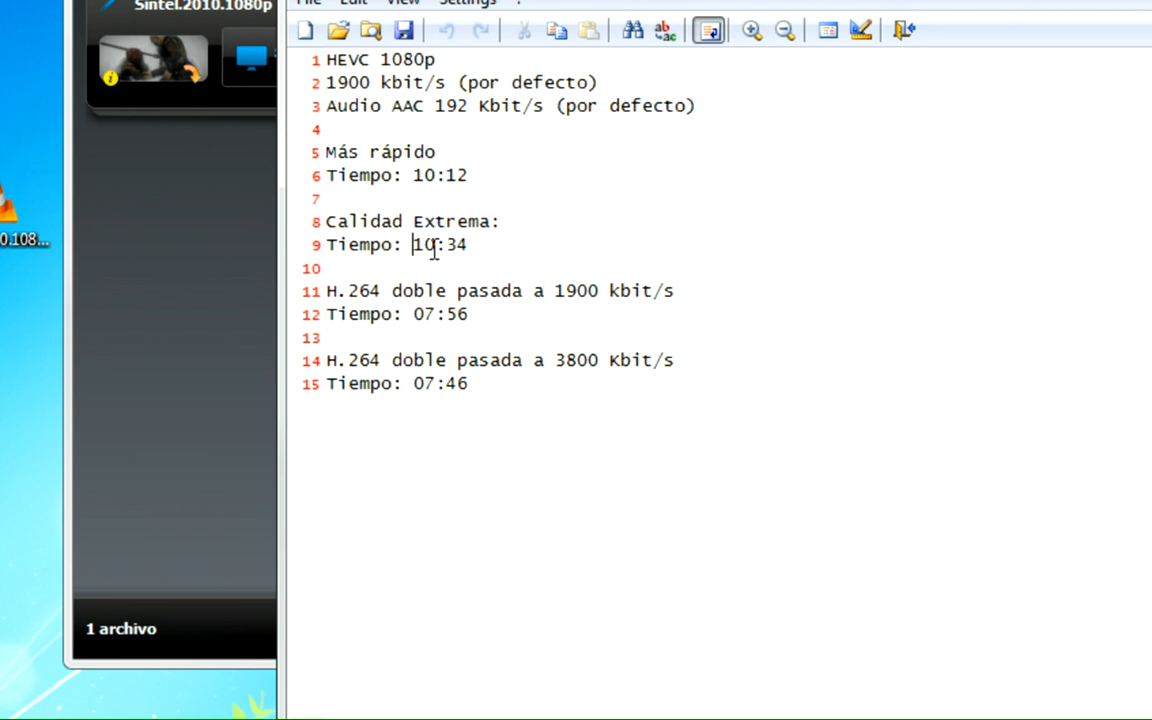 Sintel.2010.1080p
File Edit View Settings ?
1 HEVC 1080p
2 1900 kbit/s (por defecto)
3 Audio AAC 192 Kbit/s (por defecto)
4
5 Más rápido
6 Tiempo: 10:12
7
8 Calidad Extrema:
9 Tiempo: 10:34
10
11 H.264 doble pasada a 1900 kbit/s
12 Tiempo: 07:56
13
14 H.264 doble pasada a 3800 Kbit/s
15 Tiempo: 07:46
0.108...
1 archivo